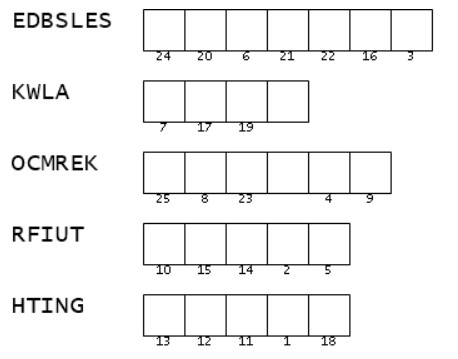 EDBSLES
24 20 6 21 22 16 3
KWLA
7 17 19
OCMREK
25 8 23 4 9
RFIUT
10 15 14 2 5
HTING
13 12 11 1 18